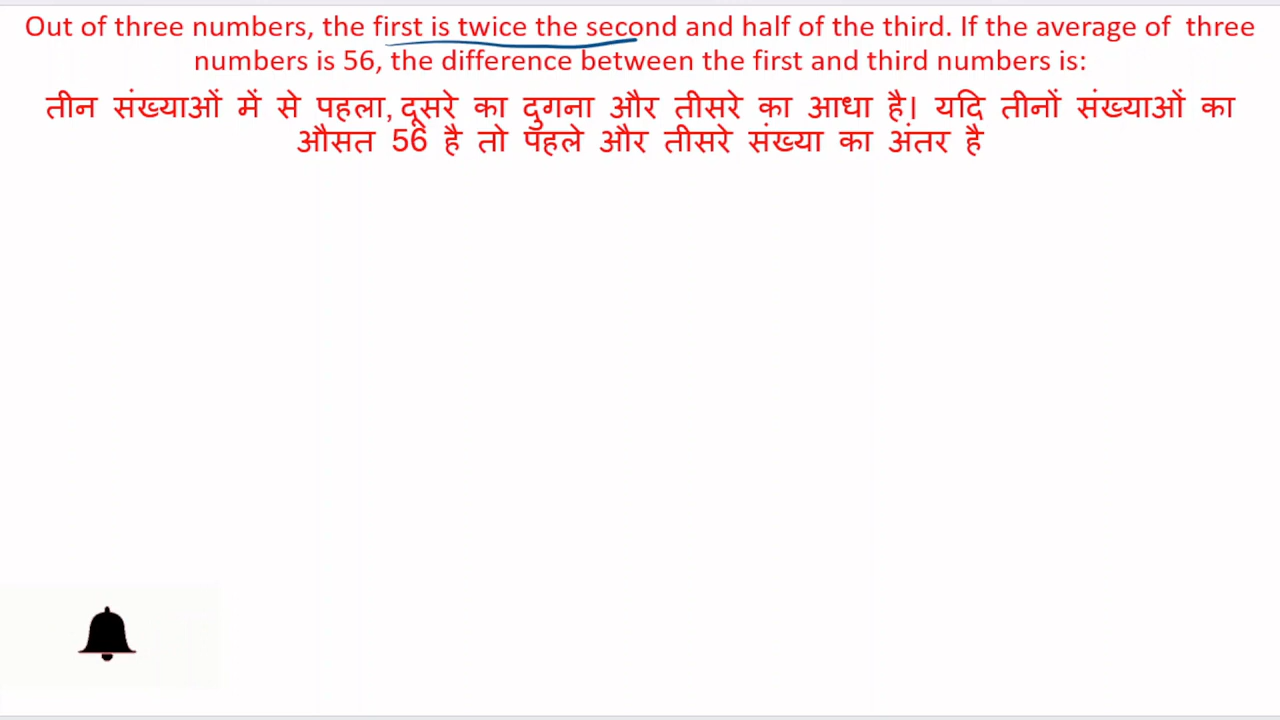 Out of three numbers, the first is twice the second and half of the third. If the average of three
numbers is 56, the difference between the first and third numbers is:
तीन संख्याओं में से पहला, दूसरे का दुगना और तीसरे का आधा है। यदि तीनों संख्याओं का
औसत 56 है तो पहले और तीसरे संख्या का अंतर है